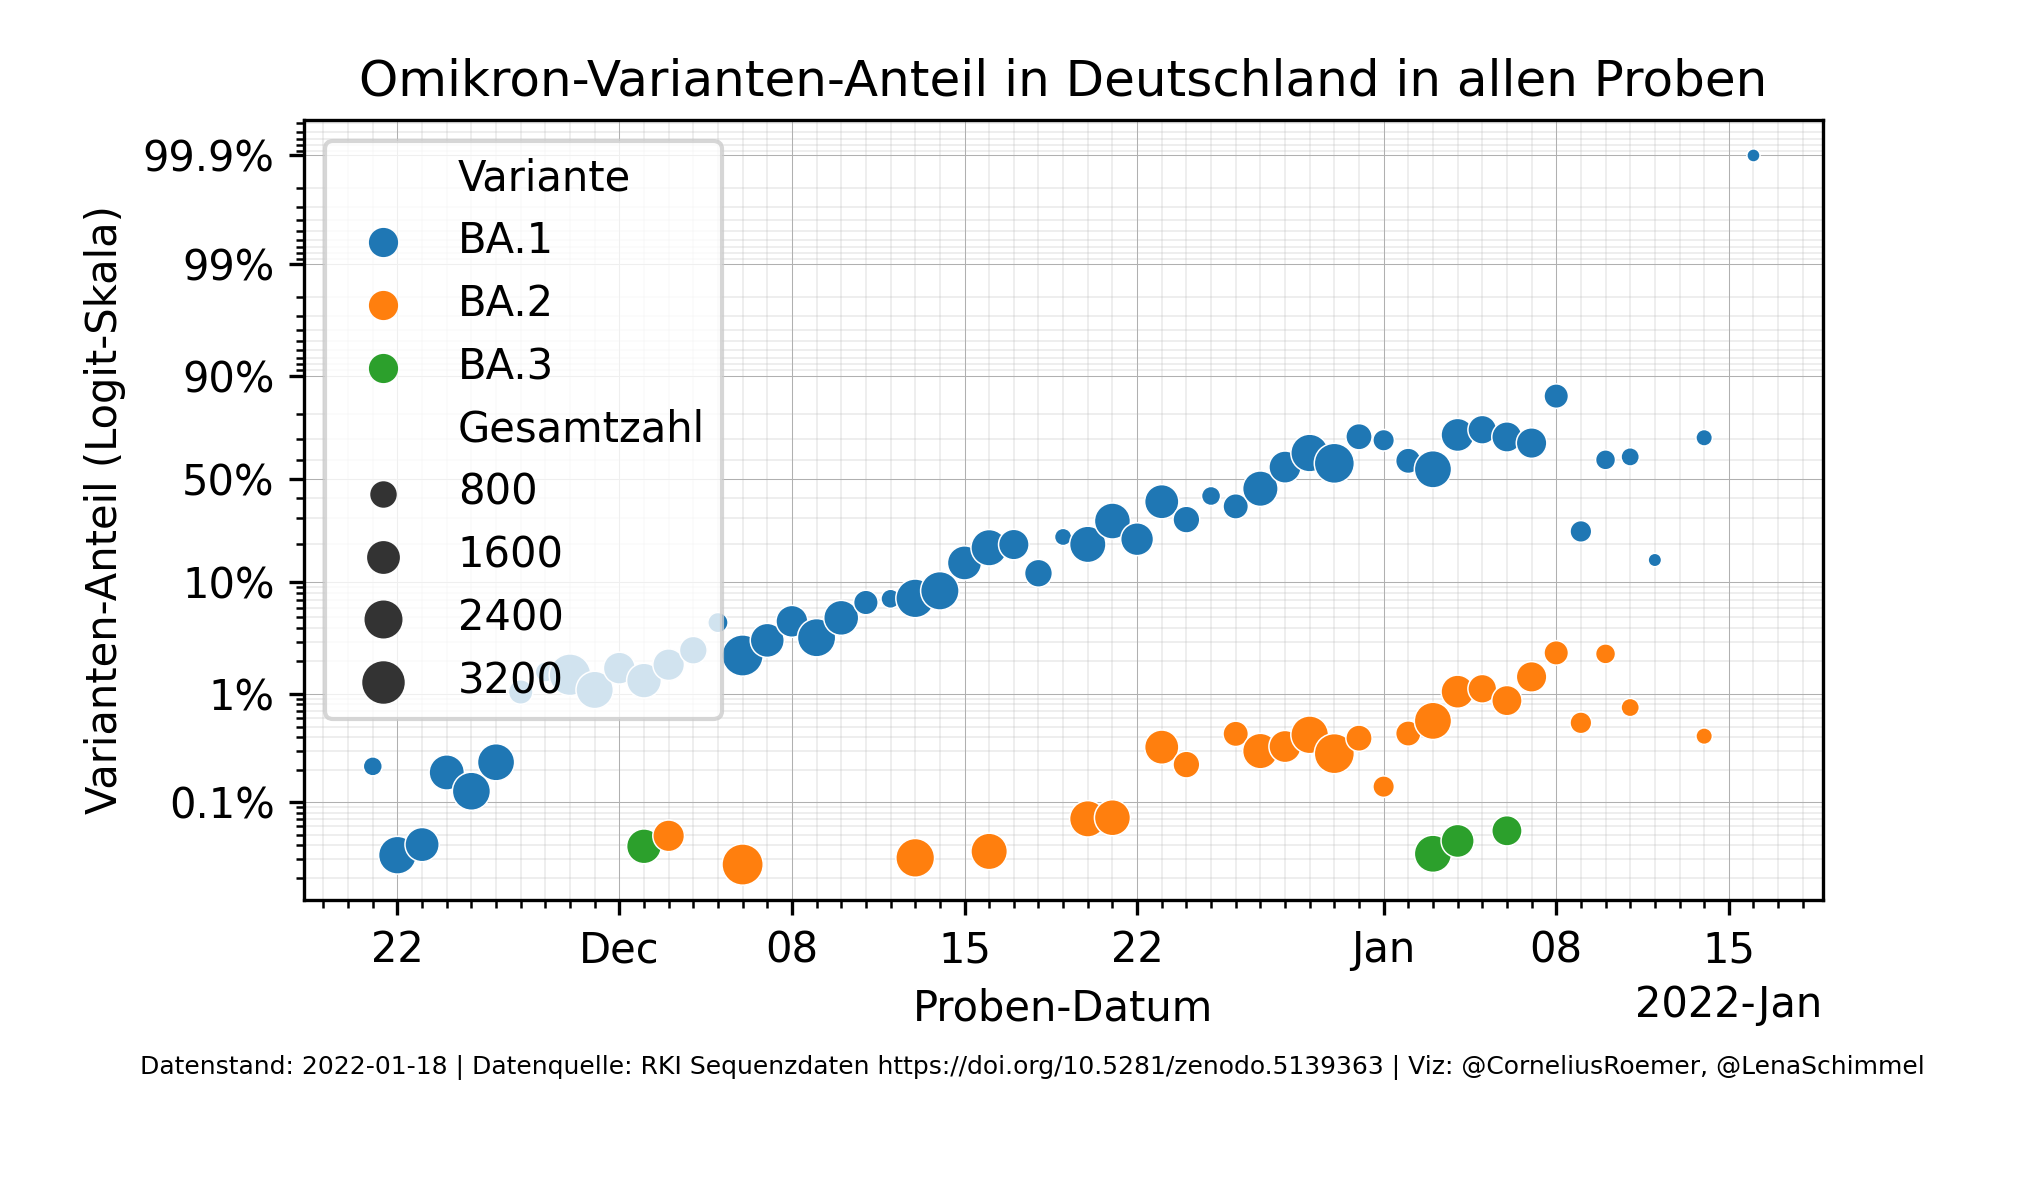 Omikron-Varianten-Anteil in Deutschland in allen Proben
Varianten-Anteil (Logit-Skala)
99.9%
99%
90%
50%
10%
1%
0.1%
Variante
BA.1
BA.2
BA.3
Gesamtzahl
800
1600
2400
3200
22 Dec 08 15 22 Jan 08 15
Proben-Datum
2022-Jan
Datenstand: 2022-01-18 | Datenquelle: RKI Sequenzdaten https://doi.org/10.5281/zenodo.5139363 | Viz: @CorneliusRoemer, @LenaSchimmel